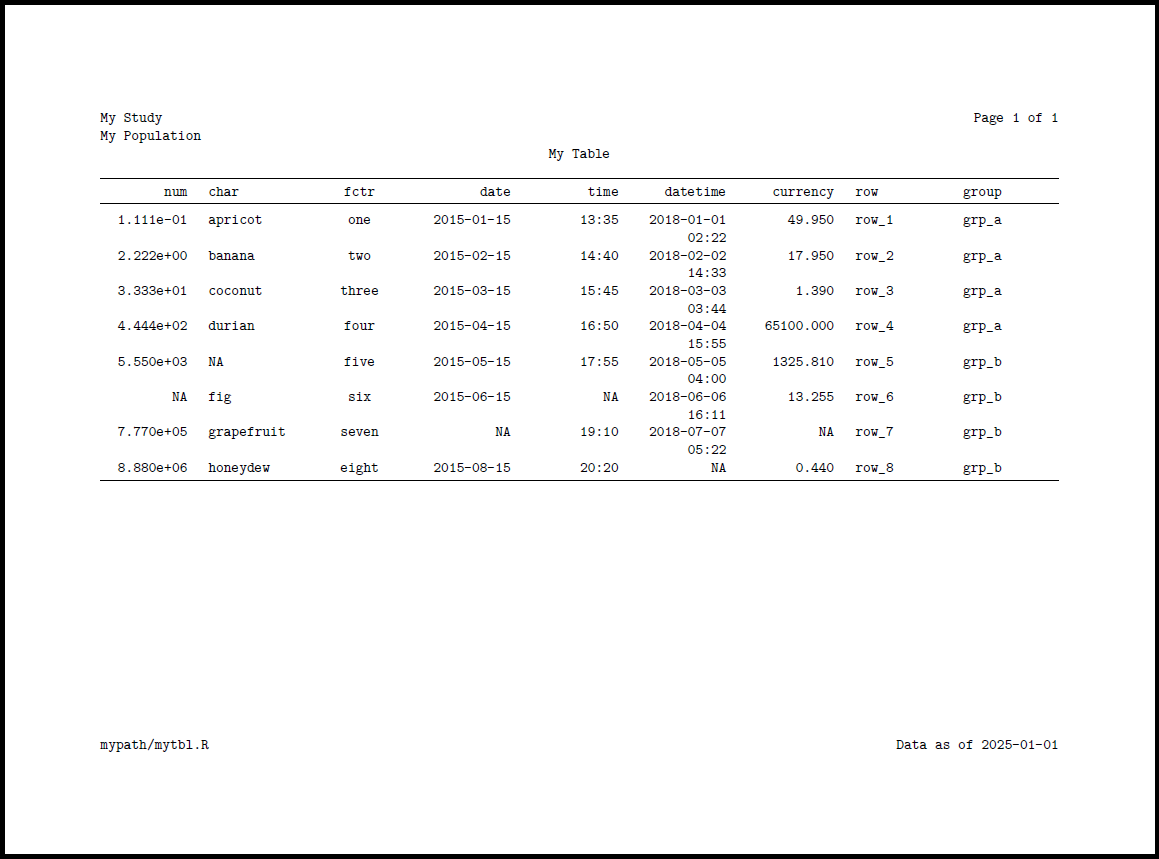 My Study Page 1 of 1
My Population
My Table
num char fctr date time datetime currency row group
1.111e-01 apricot one 2015-01-15 13:35 2018-01-01 49.950 row_1 grp_a
02:22
2.222e+00 banana two 2015-02-15 14:40 2018-02-02 17.950 row_2 grp_a
14:33
3.333e+01 coconut three 2015-03-15 15:45 2018-03-03 1.390 row_3 grp_a
03:44
4.444e+02 durian four 2015-04-15 16:50 2018-04-04 65100.000 row_4 grp_a
15:55
5.550e+03 NA five 2015-05-15 17:55 2018-05-05 1325.810 row_5 grp_b
04:00
NA fig six 2015-06-15 NA 2018-06-06 13.255 row_6 grp_b
16:11
7.770e+05 grapefruit seven NA 19:10 2018-07-07 NA row_7 grp_b
05:22
8.880e+06 honeydew eight 2015-08-15 20:20 NA 0.440 row_8 grp_b
mypath/mytbl.R Data as of 2025-01-01